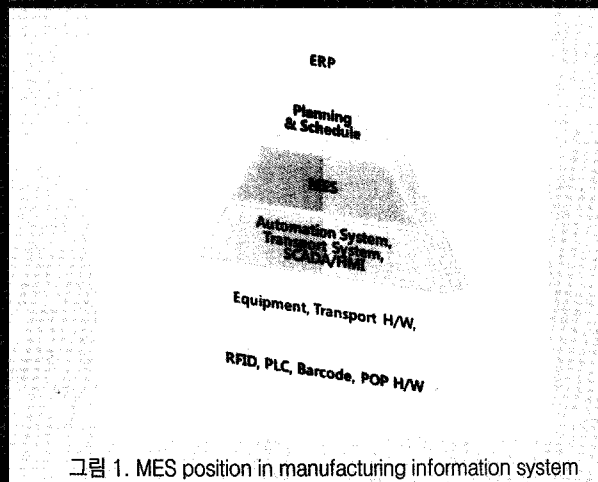 ERP
Planning
& Schedule
MES
Automation System,
Transport System,
SCADA/HMI
Equipment, Transport H/W,
RFID, PLC, Barcode, POP H/W
그림 1. MES position in manufacturing information system